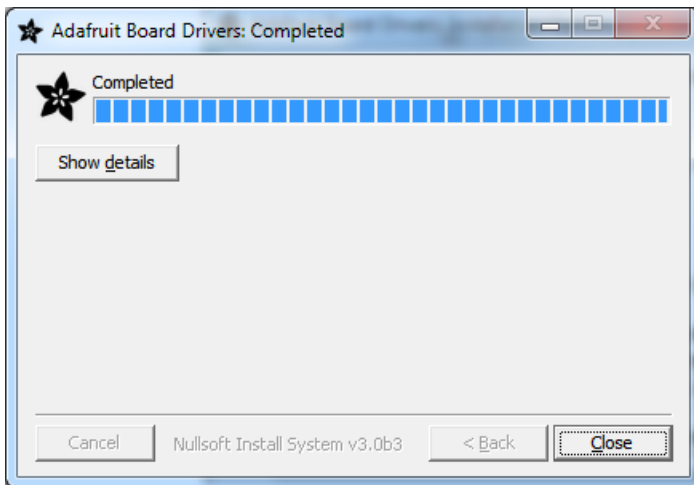 Adafruit Board Drivers: Completed
Completed
Show details
Cancel
Nullsoft Install System v3.0b3
< Back
Close